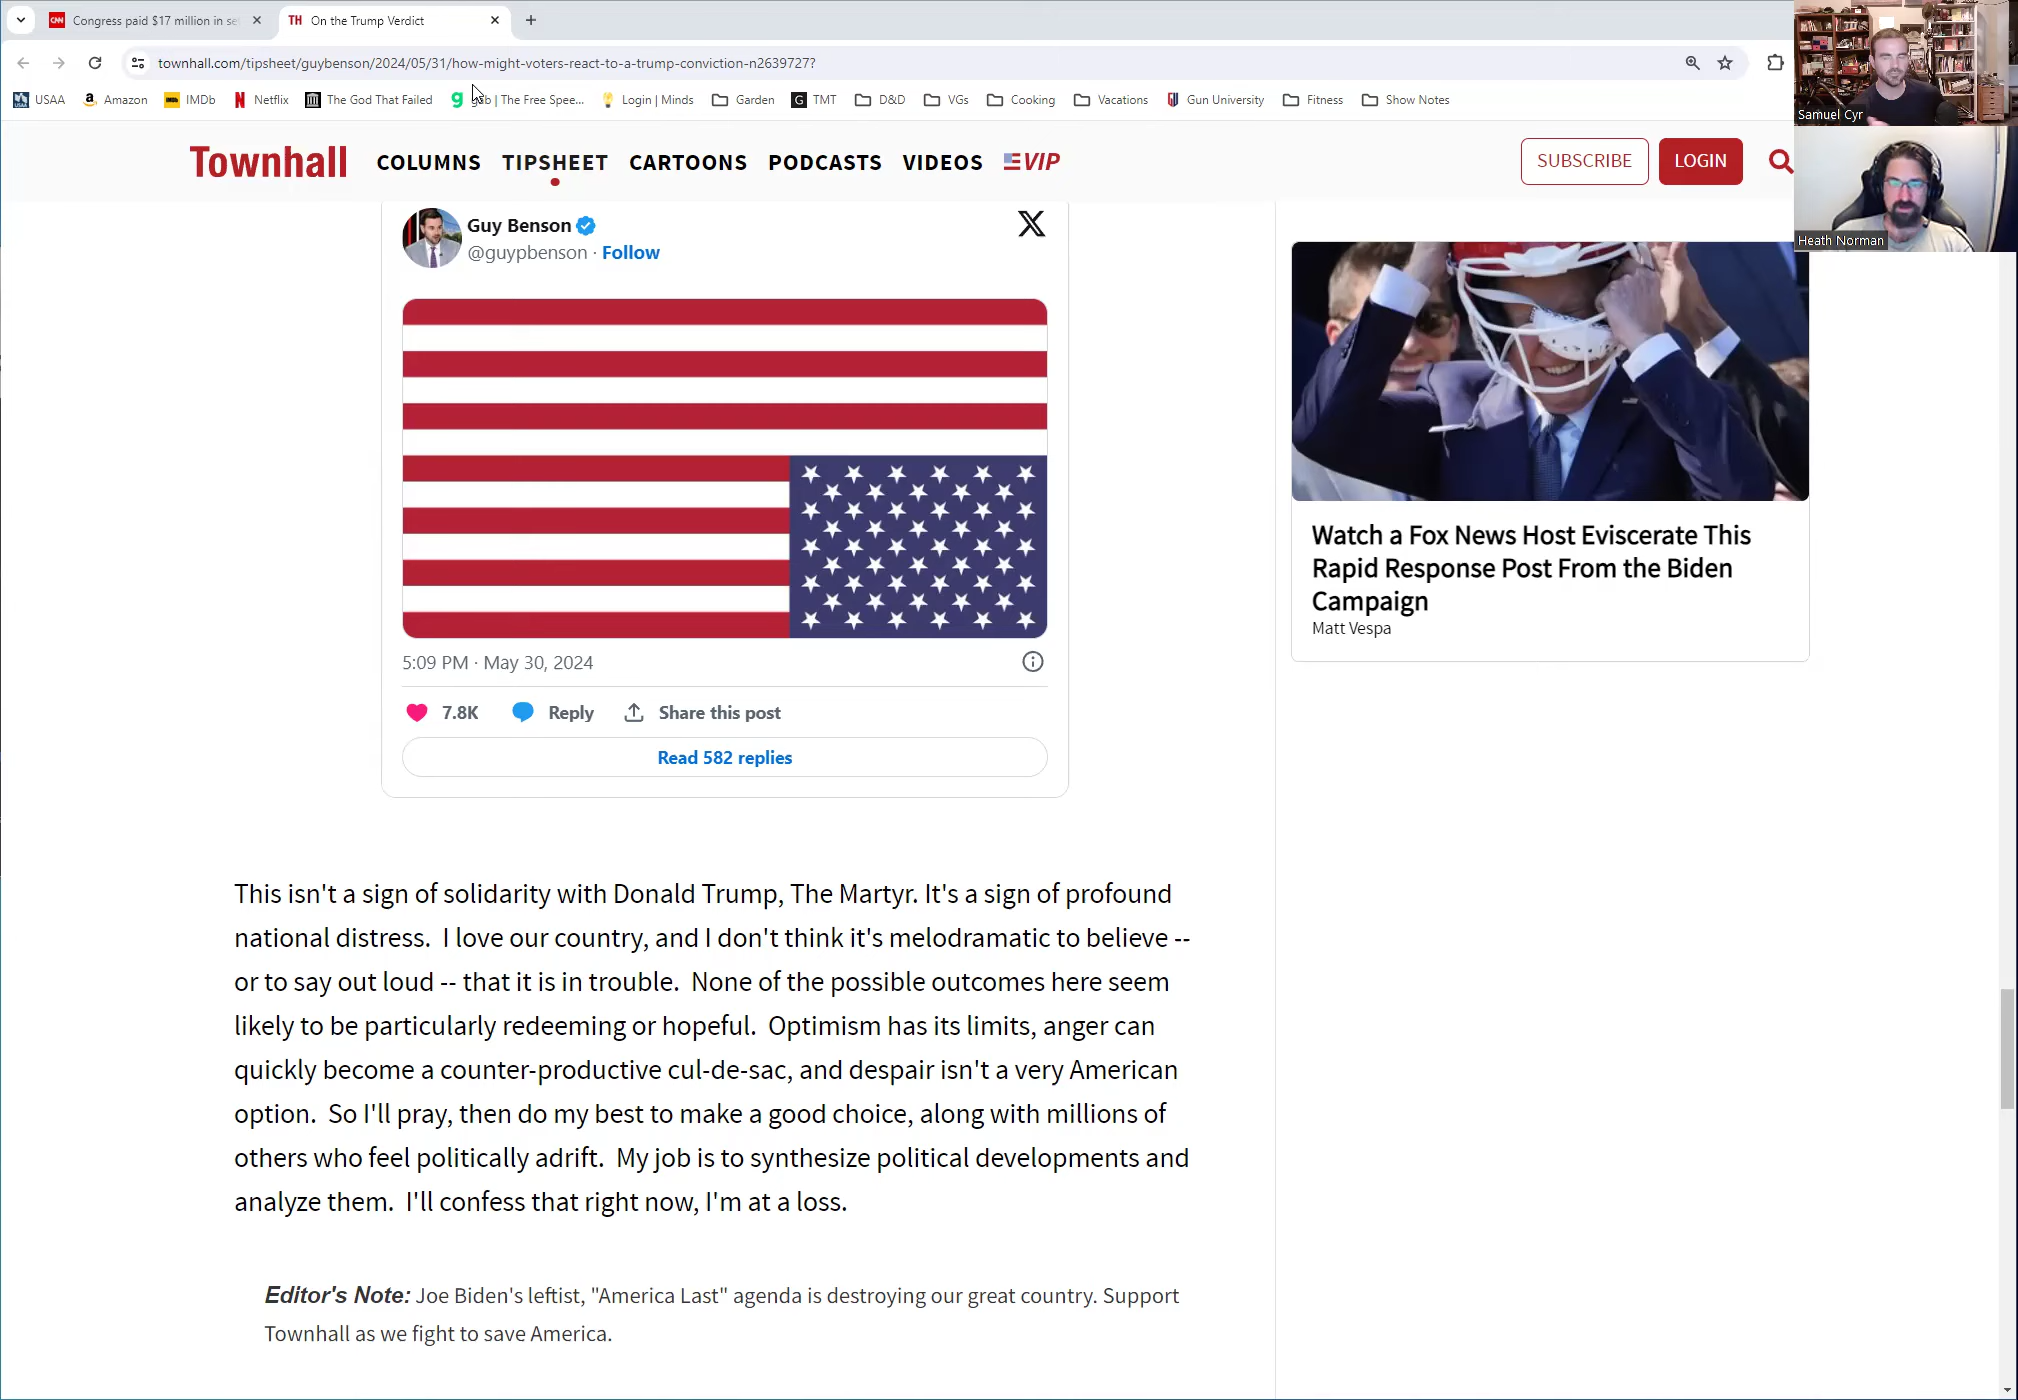 Congress paid $17 million in se
TH On the Trump Verdict
townhall.com/tipsheet/guybenson/2024/05/31/how-might-voters-react-to-a-trump-conviction-n2639727?
USAA Amazon IMDb Netflix The God That Failed | The Free Spee... Login | Minds Garden TMT D&D VGs Cooking Vacations Gun University Fitness Show Notes
Samuel Cyr
Heath Norman
Townhall COLUMNS TIPSHEET CARTOONS PODCASTS VIDEOS VIP SUBSCRIBE LOGIN
Guy Benson
@guypbenson · Follow
5:09 PM · May 30, 2024
7.8K Reply Share this post
Read 582 replies
Watch a Fox News Host Eviscerate This
Rapid Response Post From the Biden
Campaign
Matt Vespa
This isn't a sign of solidarity with Donald Trump, The Martyr. It's a sign of profound
national distress. I love our country, and I don't think it's melodramatic to believe --
or to say out loud -- that it is in trouble. None of the possible outcomes here seem
likely to be particularly redeeming or hopeful. Optimism has its limits, anger can
quickly become a counter-productive cul-de-sac, and despair isn't a very American
option. So I'll pray, then do my best to make a good choice, along with millions of
others who feel politically adrift. My job is to synthesize political developments and
analyze them. I'll confess that right now, I'm at a loss.
Editor's Note: Joe Biden's leftist, "America Last" agenda is destroying our great country. Support
Townhall as we fight to save America.